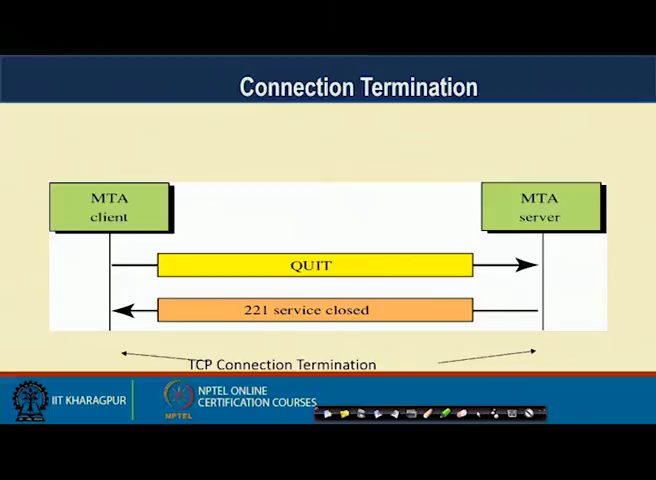 Connection Termination
MTA
client
MTA
server
QUIT
221 service closed
TCP Connection Termination
IIT KHARAGPUR
NPTEL
NPTEL ONLINE
CERTIFICATION COURSES